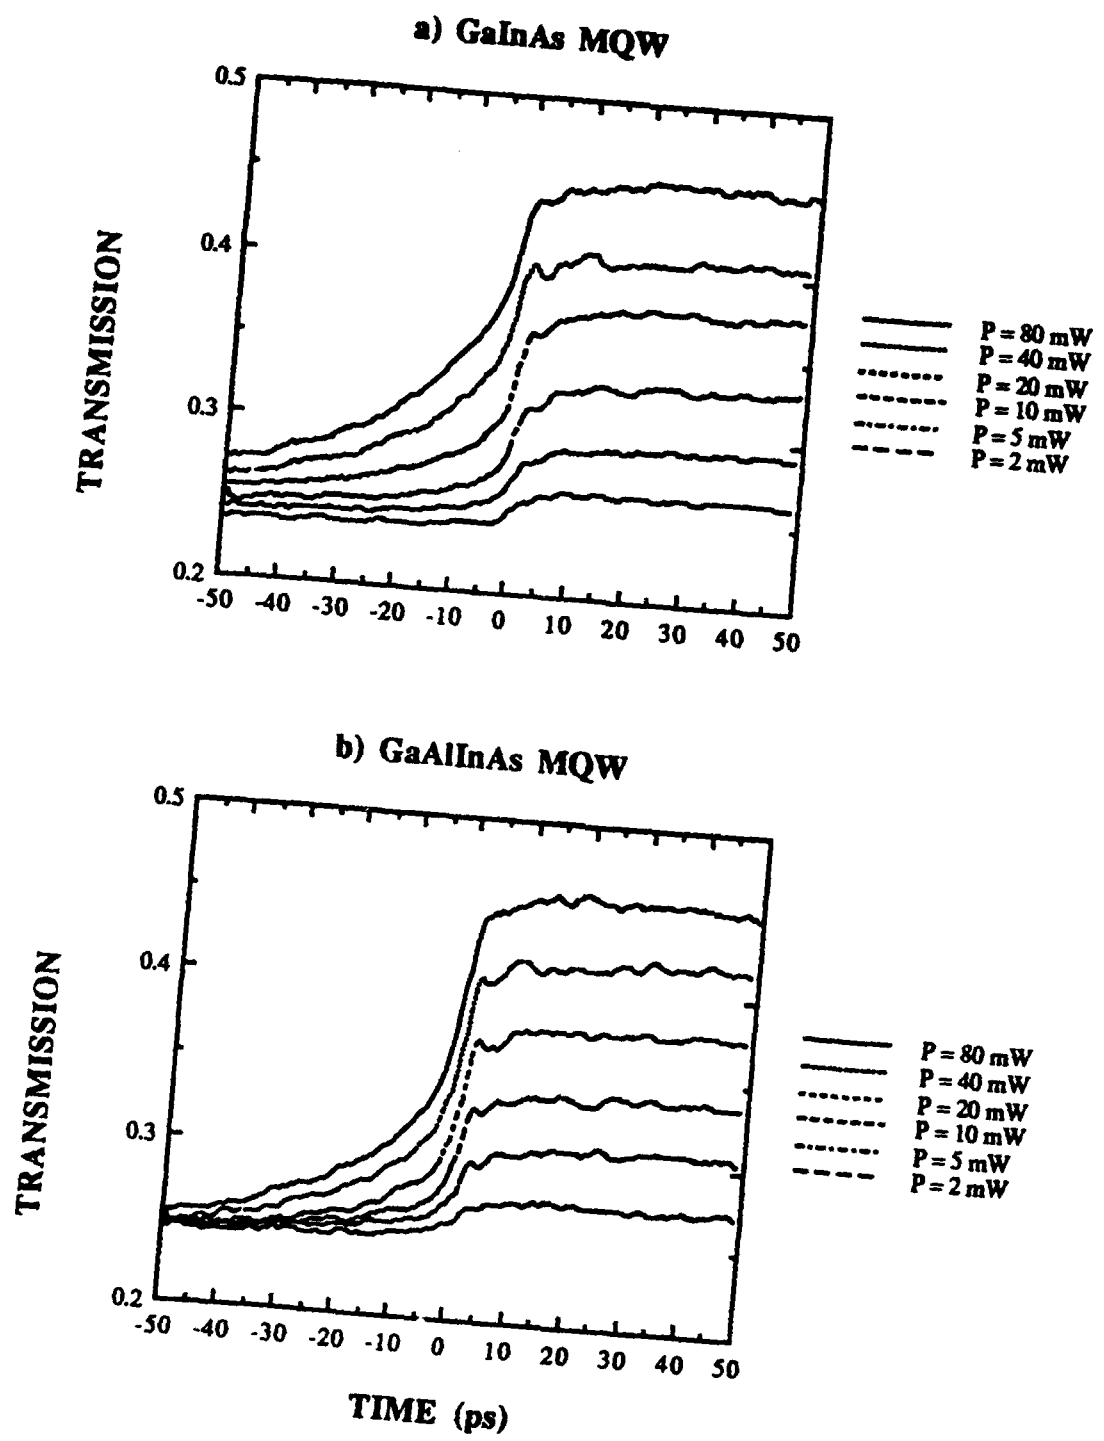 a) GaInAs MQW
0.5
0.4
0.3
0.2
TRANSMISSION
-50 -40 -30 -20 -10 0 10 20 30 40 50
P = 80 mW
P = 40 mW
P = 20 mW
P = 10 mW
P = 5 mW
P = 2 mW
b) GaAlInAs MQW
0.5
0.4
0.3
0.2
TRANSMISSION
-50 -40 -30 -20 -10 0 10 20 30 40 50
P = 80 mW
P = 40 mW
P = 20 mW
P = 10 mW
P = 5 mW
P = 2 mW
TIME (ps)